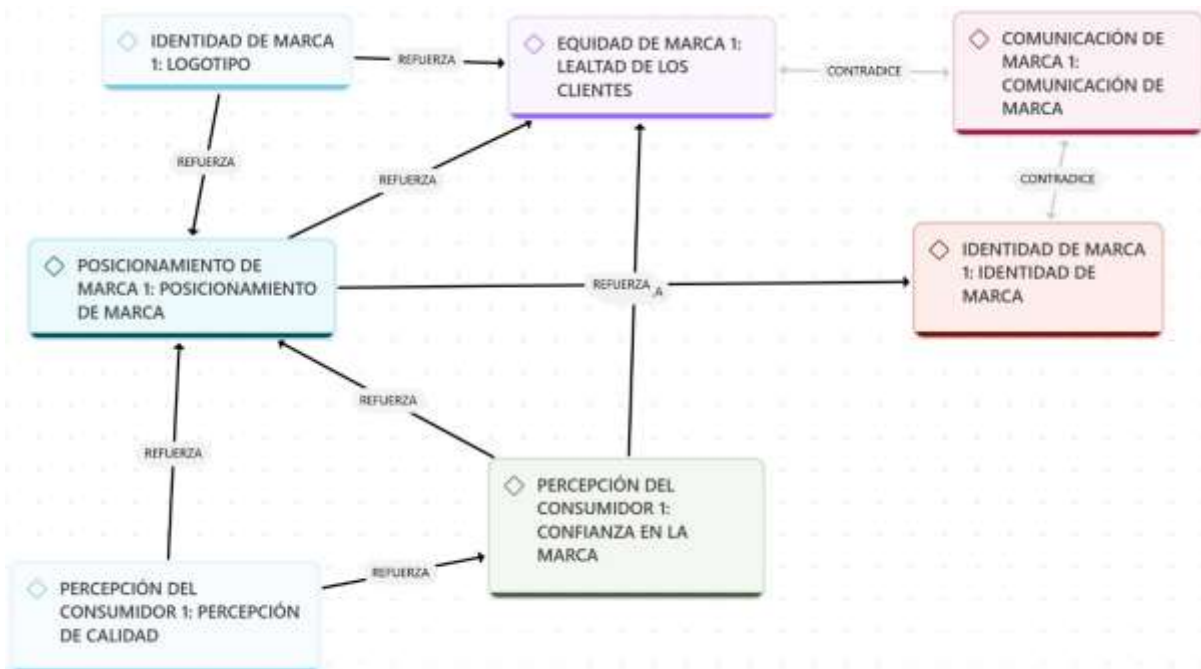 IDENTIDAD DE MARCA
1: LOGOTIPO
REFUERZA
EQUIDAD DE MARCA 1:
LEALTAD DE LOS
CLIENTES
CONTRADICE
COMUNICACIÓN DE
MARCA 1:
COMUNICACIÓN DE
MARCA
REFUERZA
REFUERZA
CONTRADICE
POSICIONAMIENTO DE
MARCA 1: POSICIONAMIENTO
DE MARCA
REFUERZA
IDENTIDAD DE MARCA
1: IDENTIDAD DE
MARCA
REFUERZA
REFUERZA
PERCEPCIÓN DEL
CONSUMIDOR 1:
CONFIANZA EN LA
MARCA
REFUERZA
PERCEPCIÓN DEL
CONSUMIDOR 1: PERCEPCIÓN
DE CALIDAD